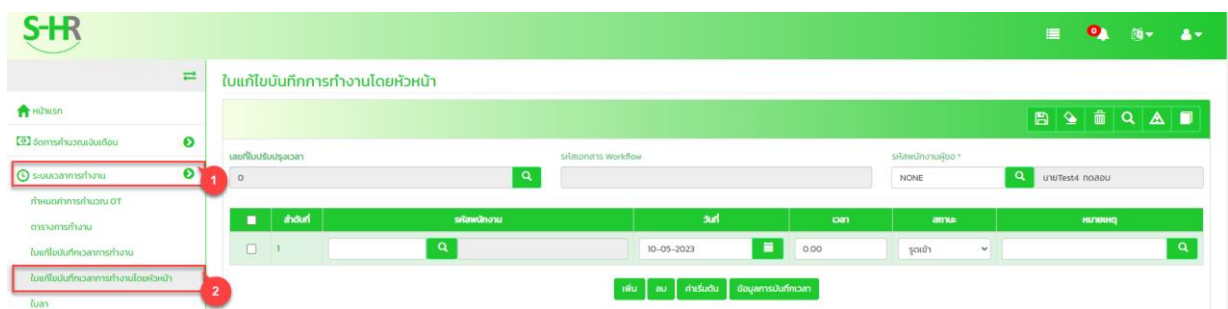 S-HR
0
ใบแก้ไขบันทึกการทำงานโดยหัวหน้า
หน้าแรก
จัดการคำนวณเงินเดือน
ระบบเวลาการทำงาน
1
กำหนดค่าการคำนวณ OT
ตารางการทำงาน
ใบแก้ไขบันทึกเวลาการทำงาน
ใบแก้ไขบันทึกเวลาการทำงานโดยหัวหน้า
2
ใบลา
เลขที่ใบปรับปรุงเวลา รหัสเอกสาร Workflow รหัสพนักงานผู้ขอ *
0 NONE นายTest4 ทดสอบ
ลำดับที่ รหัสพนักงาน วันที่ เวลา สถานะ หมายเหตุ
1 10-05-2023 0.00 รูดเข้า
เพิ่ม ลบ ค่าเริ่มต้น ข้อมูลการบันทึกเวลา